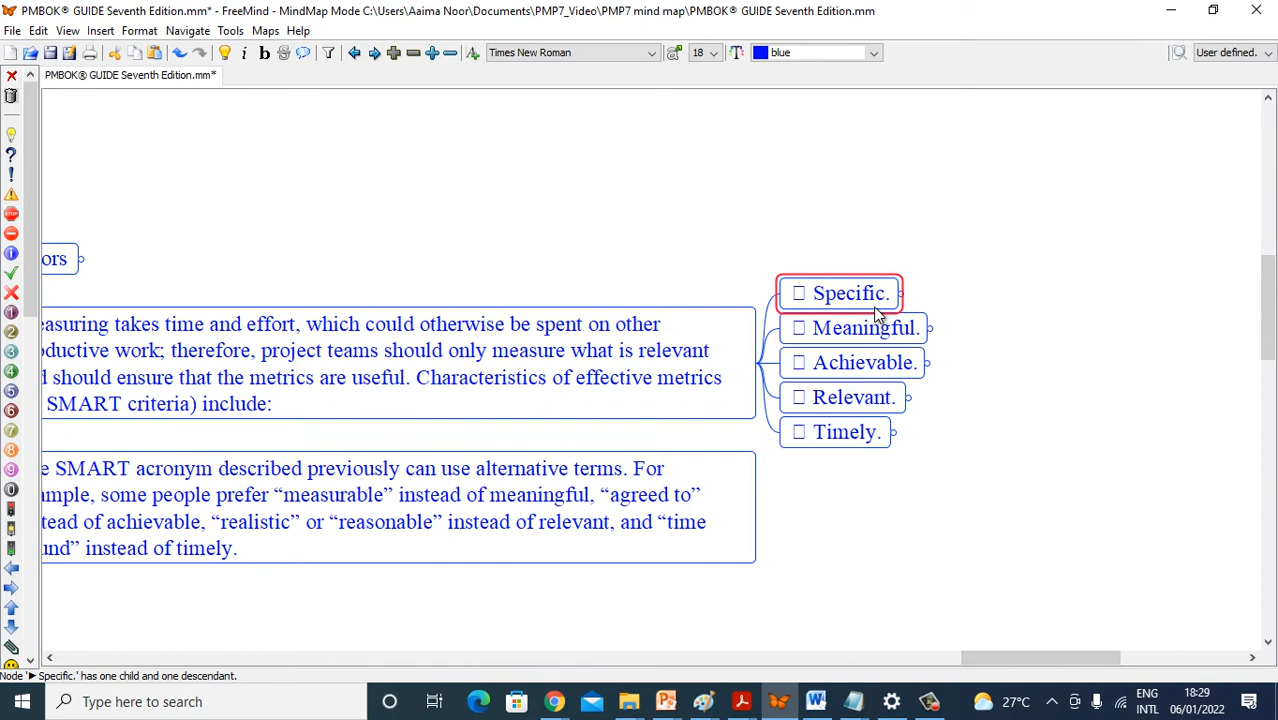 PMBOK® GUIDE Seventh Edition.mm* - FreeMind - MindMap Mode C:\Users\Aaima Noor\Documents\PMP7_Video\PMP7 mind map\PMBOK® GUIDE Seventh Edition.mm
File Edit View Insert Format Navigate Tools Maps Help
Times New Roman 18 blue User defined.
PMBOK® GUIDE Seventh Edition.mm*
ors
Specific.
Meaningful.
Achievable.
Relevant.
Timely.
easuring takes time and effort, which could otherwise be spent on other
oductive work; therefore, project teams should only measure what is relevant
d should ensure that the metrics are useful. Characteristics of effective metrics
SMART criteria) include:
e SMART acronym described previously can use alternative terms. For
ample, some people prefer “measurable” instead of meaningful, “agreed to”
tead of achievable, “realistic” or “reasonable” instead of relevant, and “time
und” instead of timely.
Node '►Specific.' has one child and one descendant.
Type here to search
27°C
ENG
INTL
18:29
06/01/2022